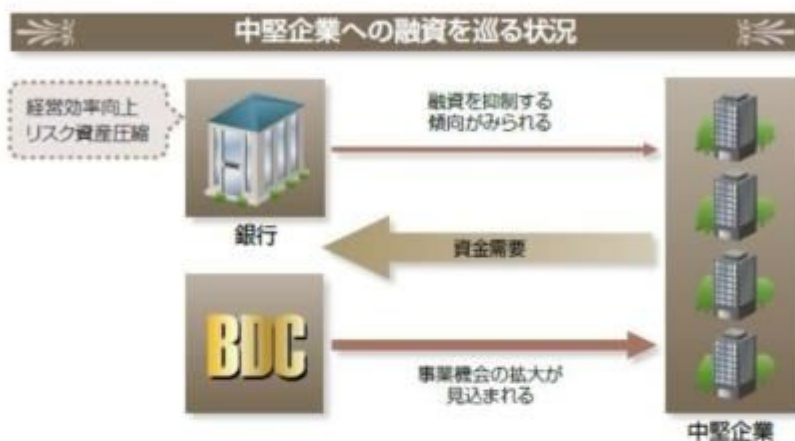 中堅企業への融資を巡る状況
経営効率向上
リスク資産圧縮
融資を抑制する
傾向がみられる
銀行
資金需要
BDC
事業機会の拡大が
見込まれる
中堅企業